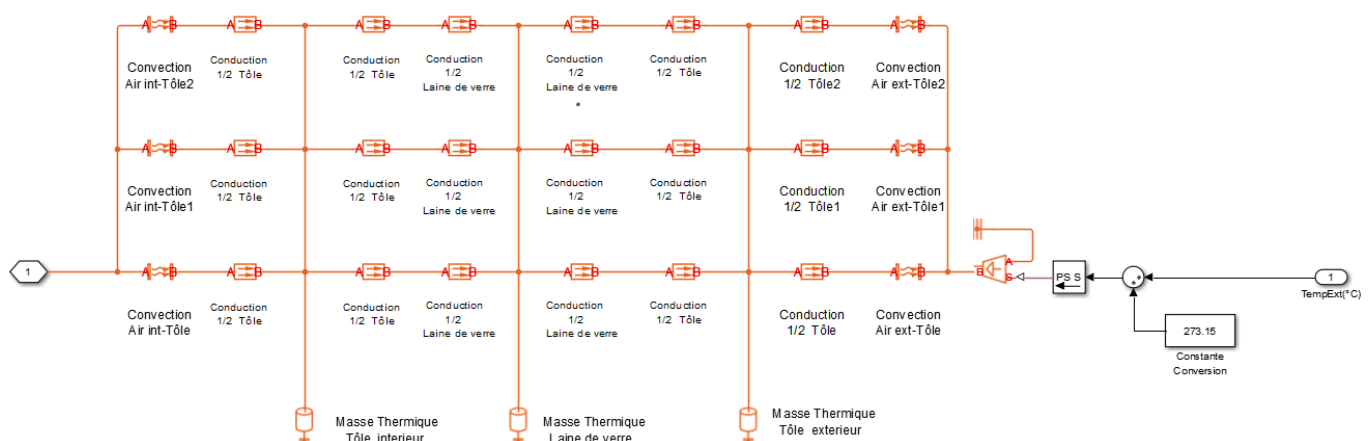 A B A B A B A B A B A B A B A B
Convection Conduction Conduction Conduction Conduction Conduction Conduction Convection
Air int-Tôle2 1/2 Tôle 1/2 Tôle 1/2 1/2 1/2 Tôle 1/2 Tôle2 Air ext-Tôle2
Laine de verre Laine de verre
*
A B A B A B A B A B A B A B A B
Convection Conduction Conduction Conduction Conduction Conduction Conduction Convection
Air int-Tôle1 1/2 Tôle 1/2 Tôle 1/2 1/2 1/2 Tôle 1/2 Tôle1 Air ext-Tôle1
Laine de verre Laine de verre
1 A B A B A B A B A B A B A B A B B A S PS S + + 1
TempExt(°C)
Convection Conduction Conduction Conduction Conduction Conduction Conduction Convection
Air int-Tôle 1/2 Tôle 1/2 Tôle 1/2 1/2 1/2 Tôle 1/2 Tôle Air ext-Tôle
Laine de verre Laine de verre
273.15
Constante
Conversion
Masse Thermique
Tôle interieur
Masse Thermique
Laine de verre
Masse Thermique
Tôle exterieur